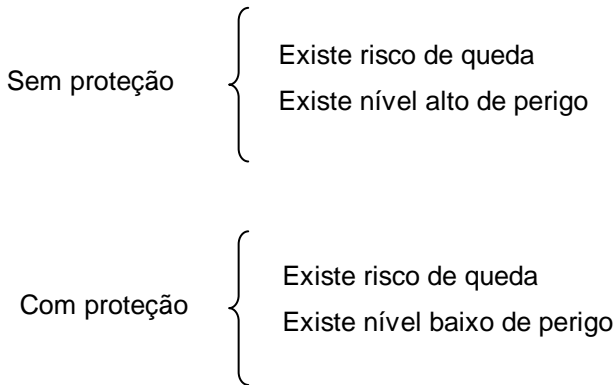 Sem proteção
Existe risco de queda
Existe nível alto de perigo
Com proteção
Existe risco de queda
Existe nível baixo de perigo